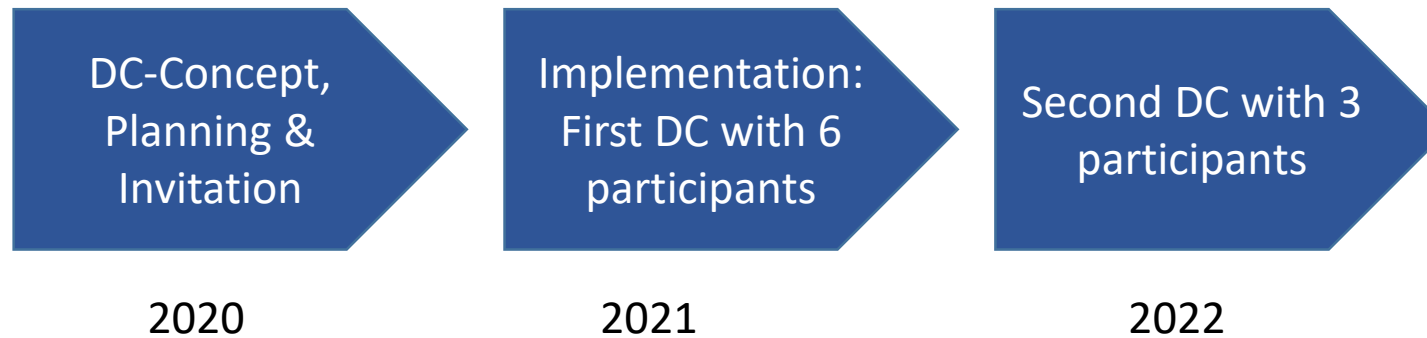 DC-Concept,
Planning &
Invitation
Implementation:
First DC with 6
participants
Second DC with 3
participants
2020
2021
2022